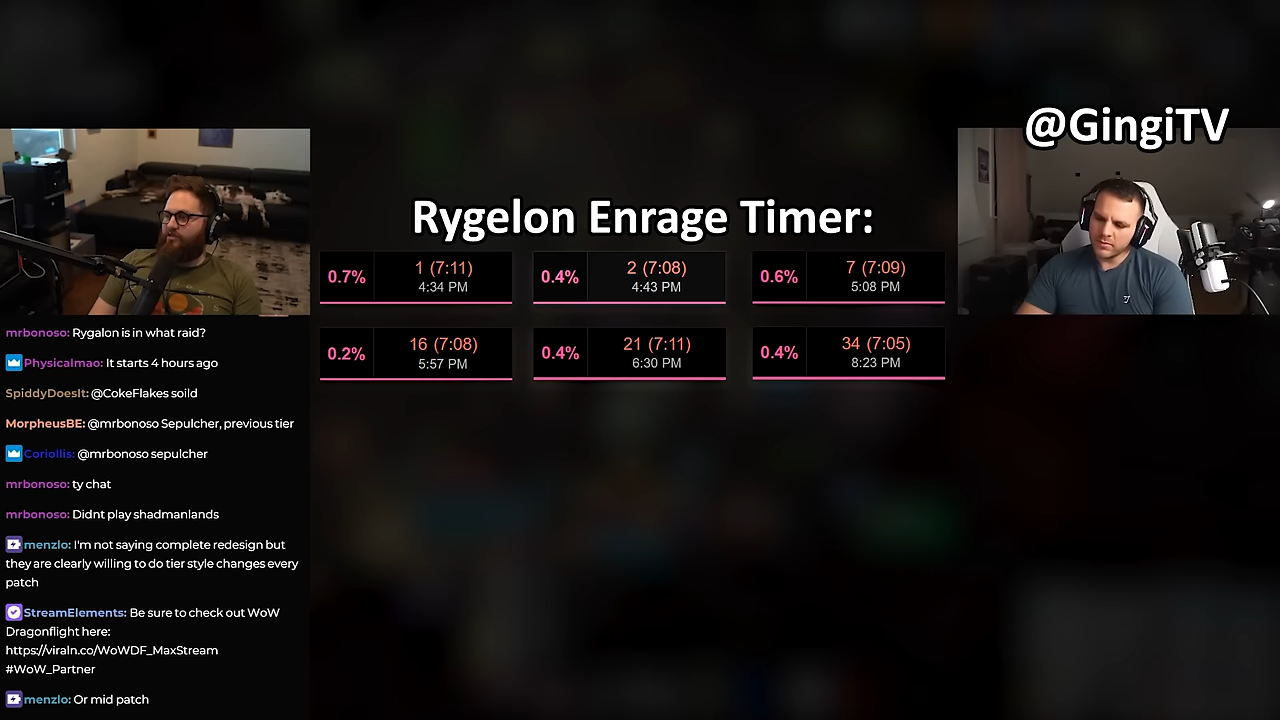 @GingiTV
Rygelon Enrage Timer:
0.7%
1 (7:11)
4:34 PM
0.4%
2 (7:08)
4:43 PM
0.6%
7 (7:09)
5:08 PM
0.2%
16 (7:08)
5:57 PM
0.4%
21 (7:11)
6:30 PM
0.4%
34 (7:05)
8:23 PM
mrbonoso: Rygalon is in what raid?
Physicalmao: It starts 4 hours ago
SpiddyDoesIt: @CokeFlakes soild
MorpheusBE: @mrbonoso Sepulcher, previous tier
Coriollis: @mrbonoso sepulcher
mrbonoso: ty chat
mrbonoso: Didnt play shadmanlands
menzlo: I'm not saying complete redesign but
they are clearly willing to do tier style changes every
patch
StreamElements: Be sure to check out WoW
Dragonflight here:
https://viraln.co/WoWDF_MaxStream
#WoW_Partner
menzlo: Or mid patch